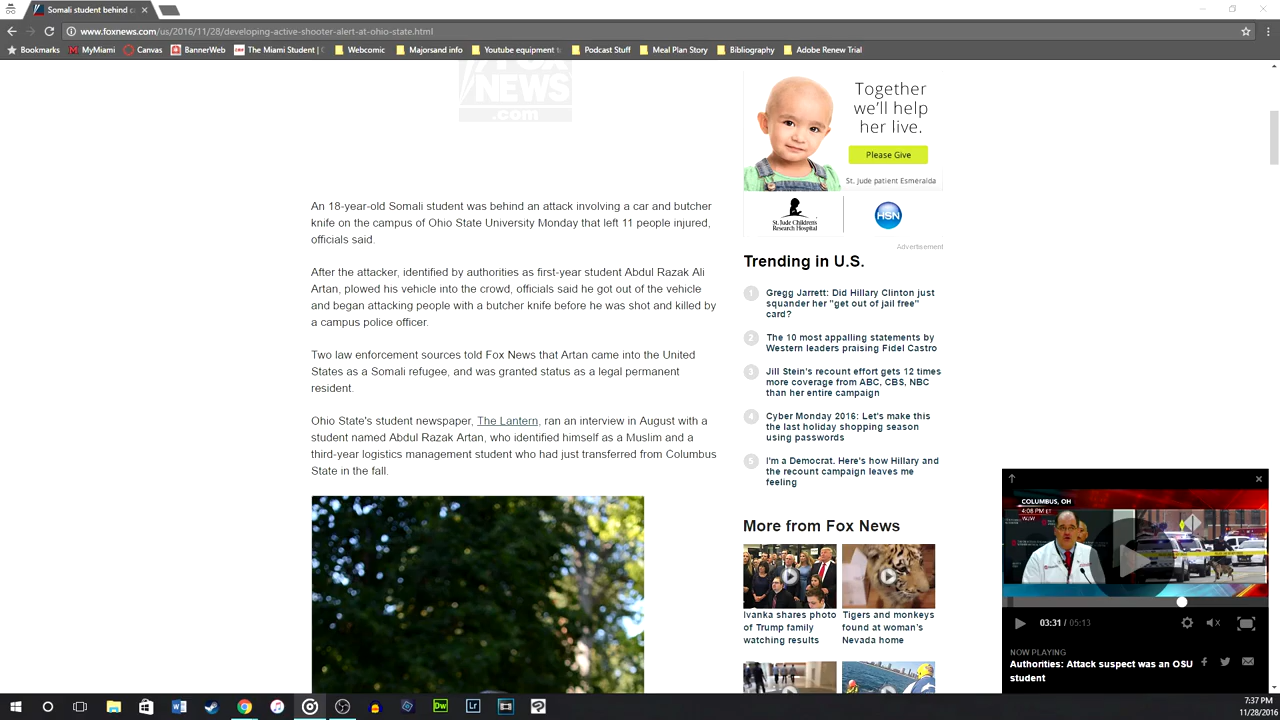 Somali student behind c
www.foxnews.com/us/2016/11/28/developing-active-shooter-alert-at-ohio-state.html
Bookmarks MyMiami Canvas BannerWeb The Miami Student | C Webcomic Majorsand info Youtube equipment t Podcast Stuff Meal Plan Story Bibliography Adobe Renew Trial
FOX
NEWS
.com
Together
we'll help
her live.
Please Give
St. Jude patient Esmeralda
St. Jude Children's
Research Hospital
HSN
Advertisement
An 18-year-old Somali student was behind an attack involving a car and butcher
knife on the campus of Ohio State University Monday that left 11 people injured,
officials said.
After the attacker, identified by authorities as first-year student Abdul Razak Ali
Artan, plowed his vehicle into the crowd, officials said he got out of the vehicle
and began attacking people with a butcher knife before he was shot and killed by
a campus police officer.
Two law enforcement sources told Fox News that Artan came into the United
States as a Somali refugee, and was granted status as a legal permanent
resident.
Ohio State's student newspaper, The Lantern, ran an interview in August with a
student named Abdul Razak Artan, who identified himself as a Muslim and a
third-year logistics management student who had just transferred from Columbus
State in the fall.
Trending in U.S.
1 Gregg Jarrett: Did Hillary Clinton just
squander her "get out of jail free"
card?
2 The 10 most appalling statements by
Western leaders praising Fidel Castro
3 Jill Stein's recount effort gets 12 times
more coverage from ABC, CBS, NBC
than her entire campaign
4 Cyber Monday 2016: Let's make this
the last holiday shopping season
using passwords
5 I'm a Democrat. Here's how Hillary and
the recount campaign leaves me
feeling
More from Fox News
Ivanka shares photo
of Trump family
watching results
Tigers and monkeys
found at woman's
Nevada home
COLUMBUS, OH
4:08 PM ET
WJW
03:31 / 05:13
NOW PLAYING
Authorities: Attack suspect was an OSU
student
Dw
Lr
7:37 PM
11/28/2016